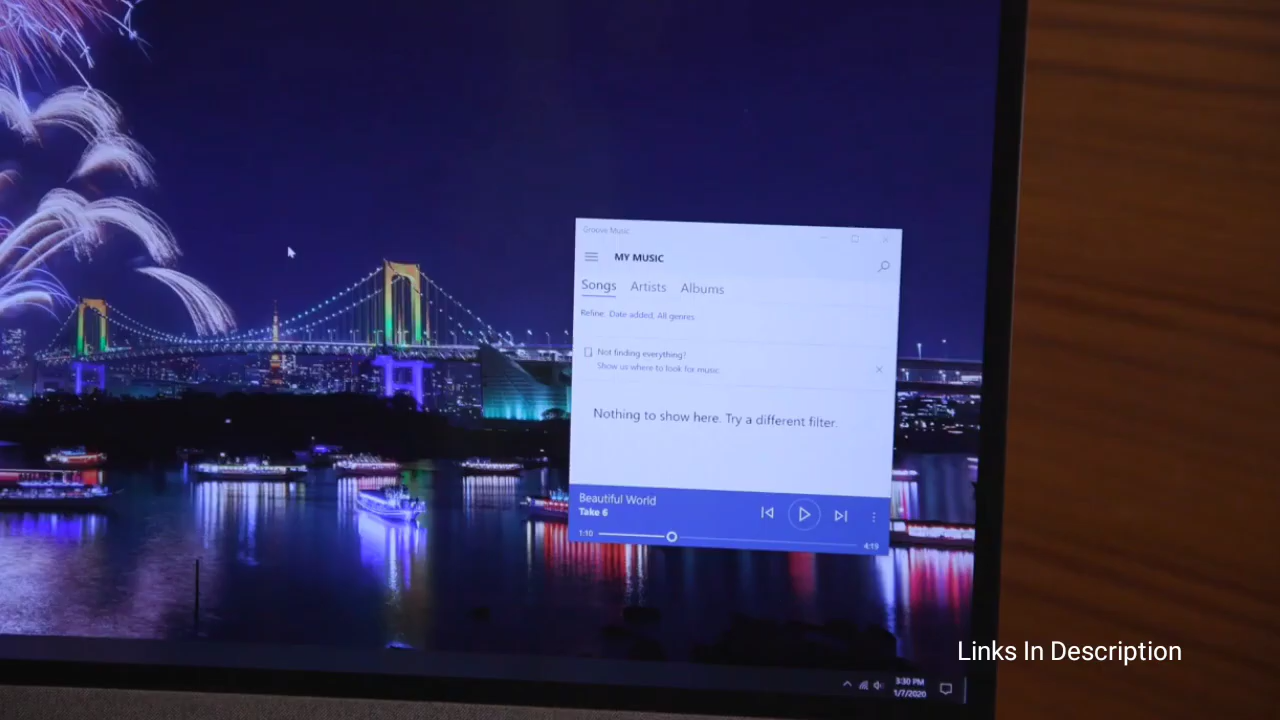 Groove Music
MY MUSIC
Songs Artists Albums
Refine: Date added, All genres
Not finding everything?
Show us where to look for music
Nothing to show here. Try a different filter.
Beautiful World
Take 6
1:10
4:19
Links In Description
3:30 PM
1/7/2020